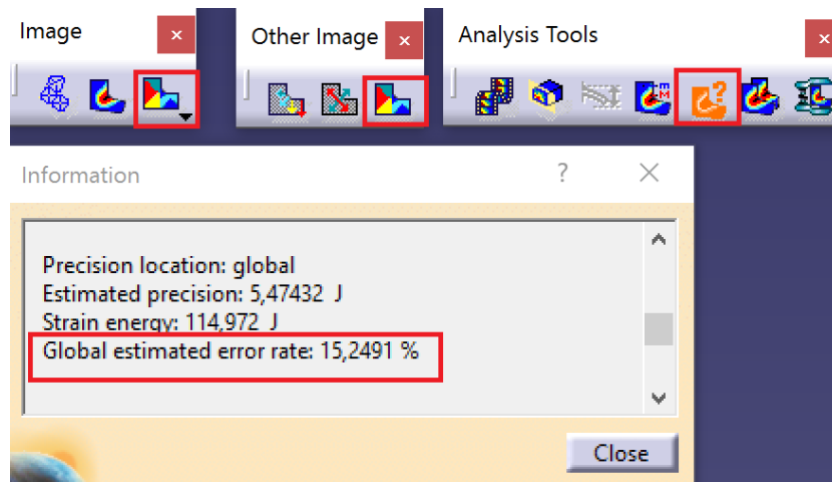 Image
Other Image
Analysis Tools
Information
Precision location: global
Estimated precision: 5,47432 J
Strain energy: 114,972 J
Global estimated error rate: 15,2491 %
Close